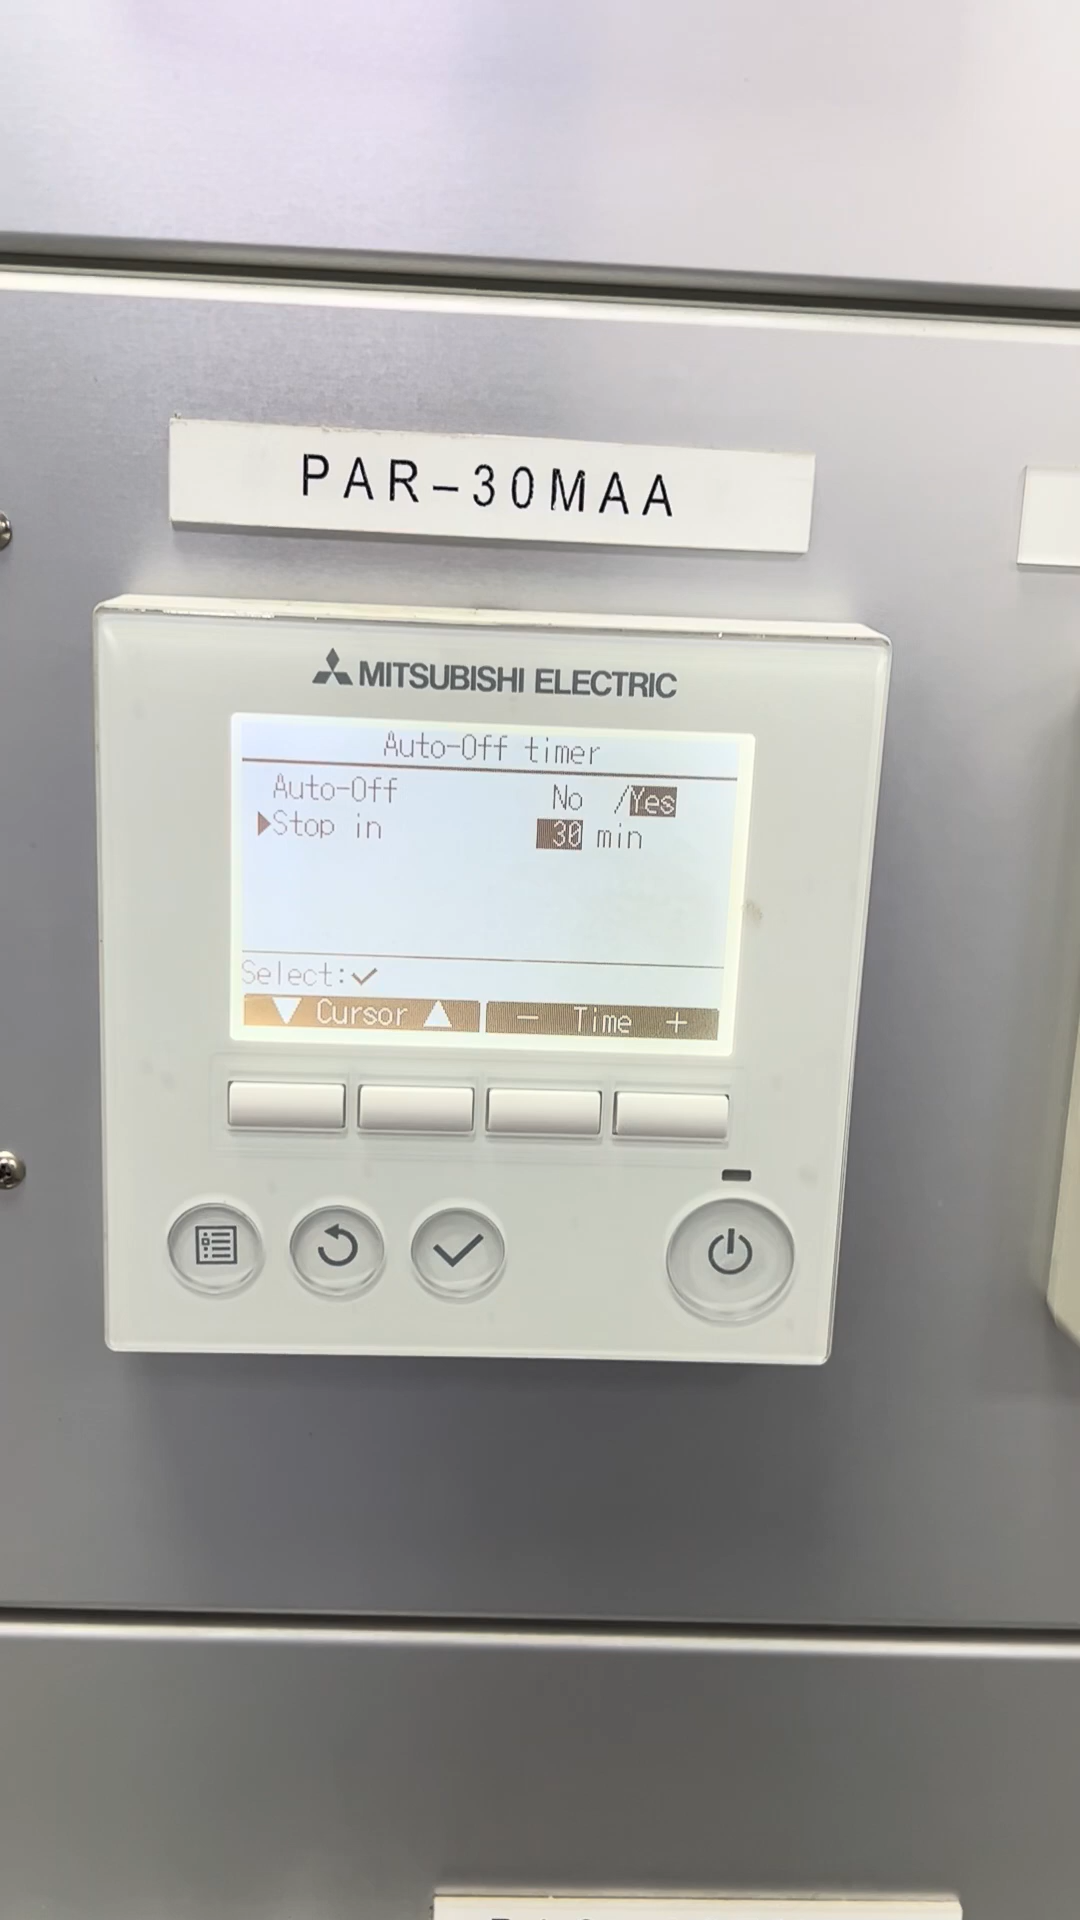 PAR-30MAA
MITSUBISHI ELECTRIC
Auto-Off timer
Auto-Off No /Yes
▶Stop in 30 min
Select:✓
▼ Cursor ▲ − Time +